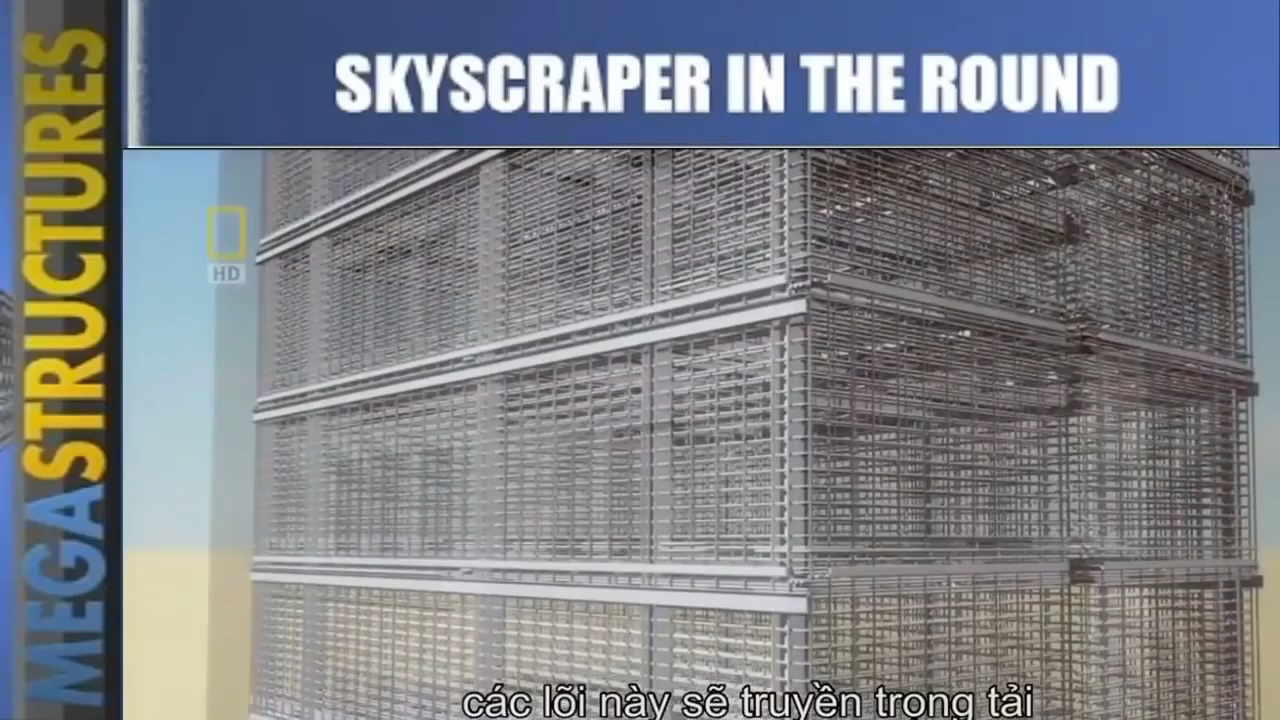 MEGASTRUCTURES
SKYSCRAPER IN THE ROUND
HD
các lõi này sẽ truyền trọng tải